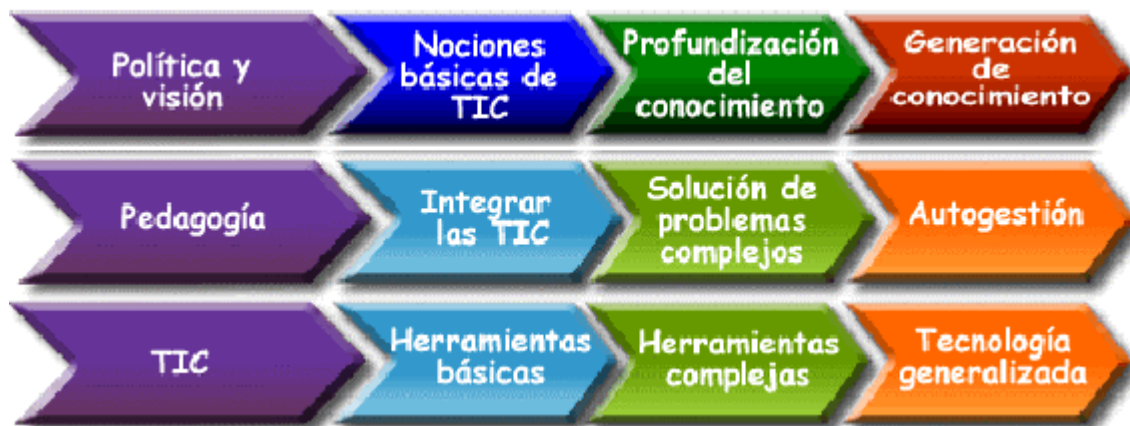 Política y
visión
Nociones
básicas de
TIC
Profundización
del
conocimiento
Generación
de
conocimiento
Pedagogía
Integrar
las TIC
Solución de
problemas
complejos
Autogestión
TIC
Herramientas
básicas
Herramientas
complejas
Tecnología
generalizada